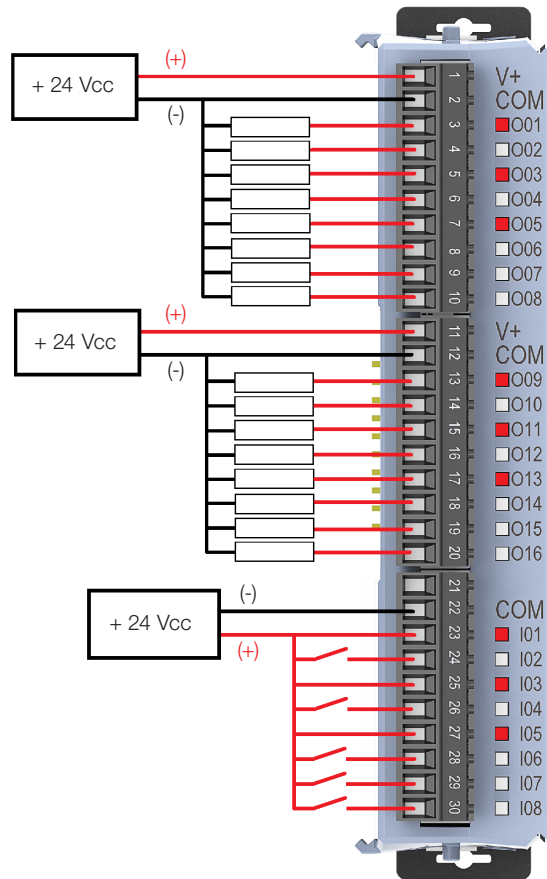 + 24 Vcc
(+)
(-)
1 V+
2 COM
3 O01
4 O02
5 O03
6 O04
7 O05
8 O06
9 O07
10 O08
+ 24 Vcc
(+)
(-)
11 V+
12 COM
13 O09
14 O10
15 O11
16 O12
17 O13
18 O14
19 O15
20 O16
+ 24 Vcc
(-)
(+)
21
22 COM
23 I01
24 I02
25 I03
26 I04
27 I05
28 I06
29 I07
30 I08